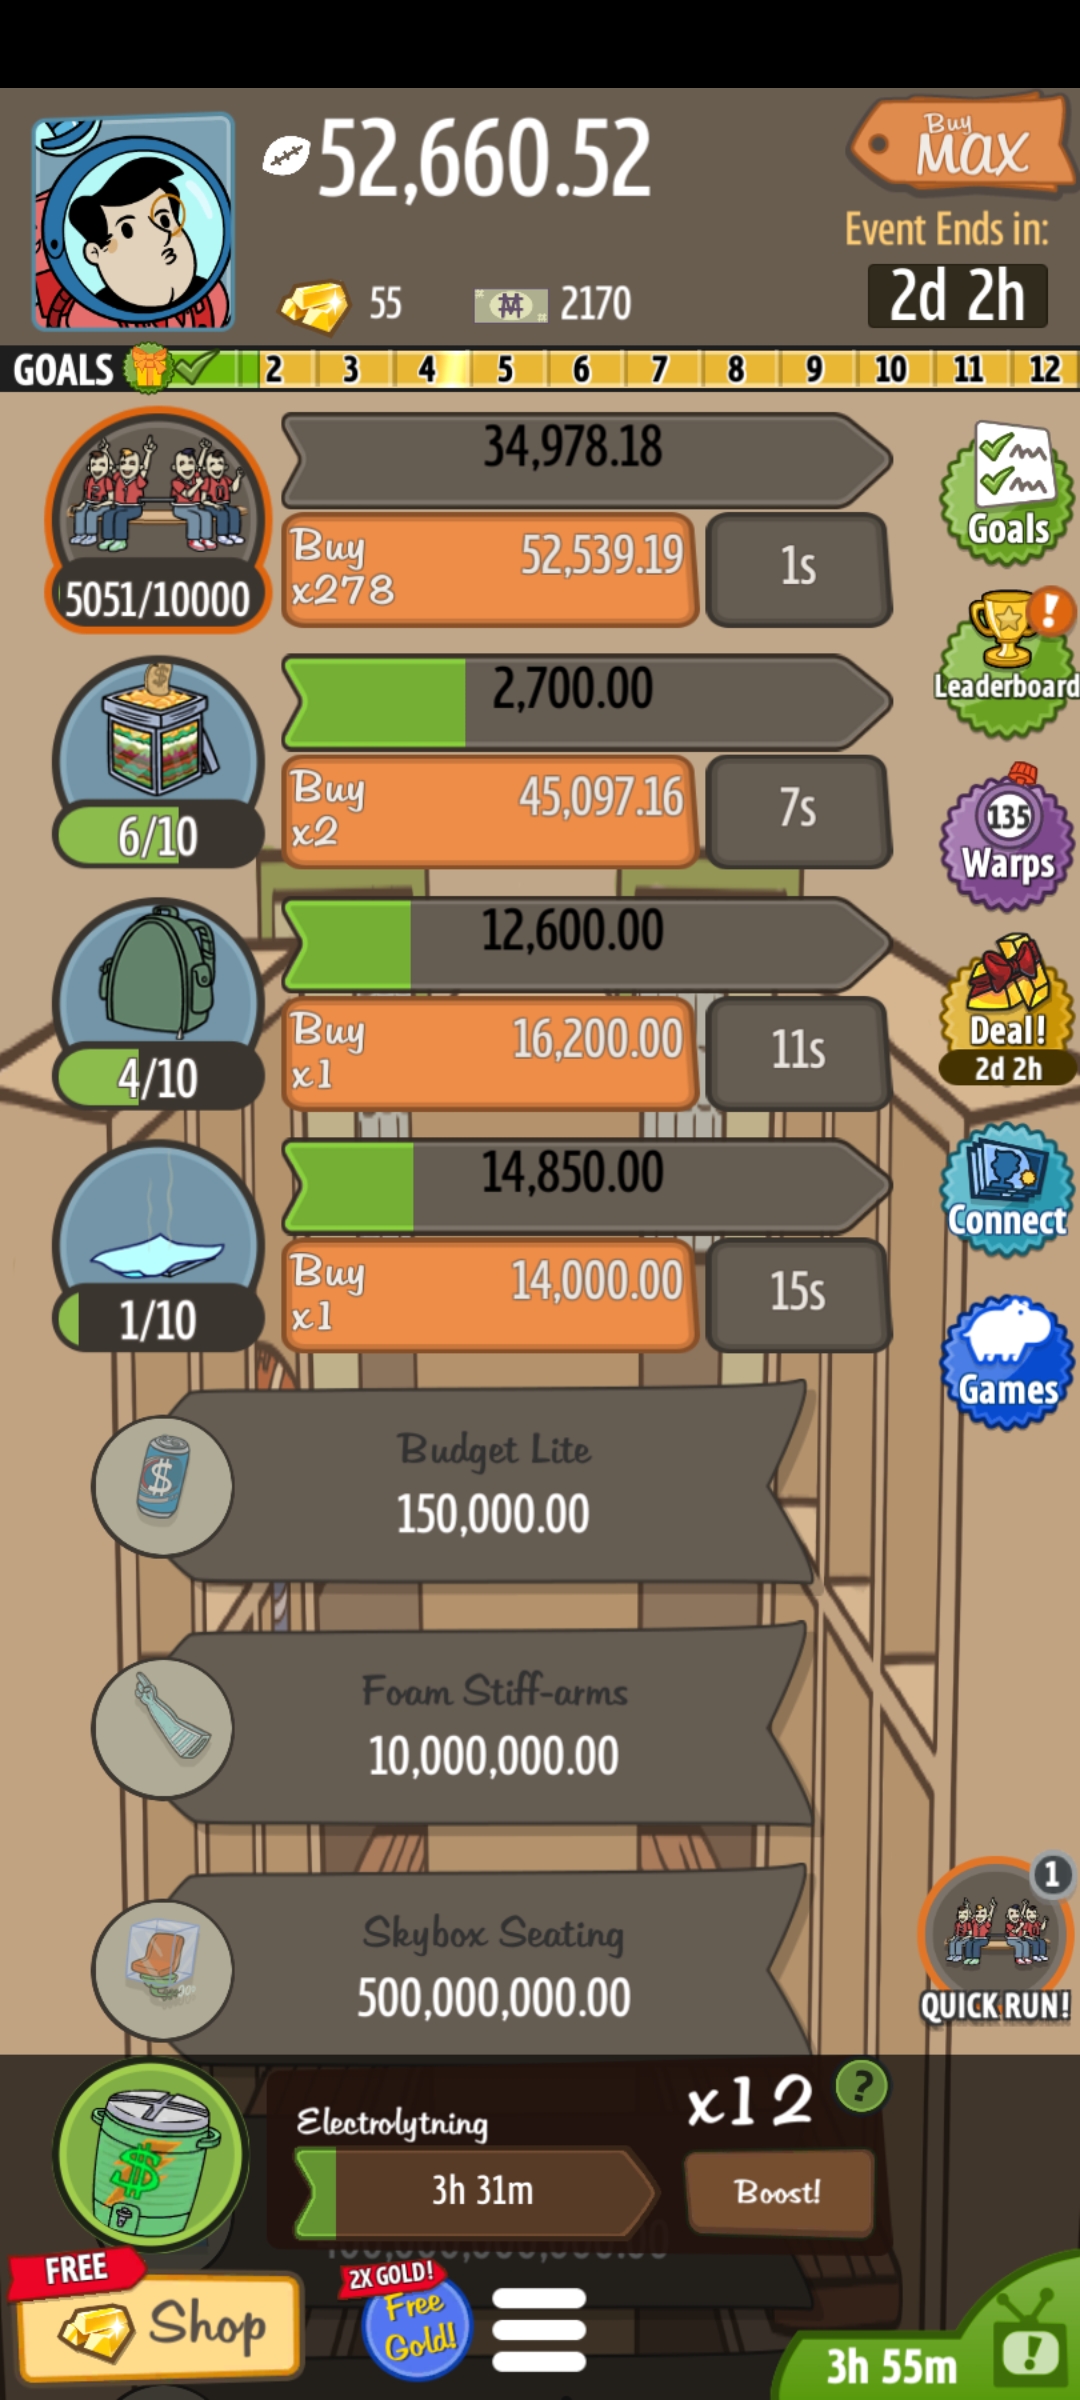 52,660.52
Buy
MAX
Event Ends in:
55
2170
2d 2h
GOALS 2 3 4 5 6 7 8 9 10 11 12
34,978.18
Buy
x278
52,539.19
1s
5051/10000
Goals
2,700.00
Leaderboard
Buy
x2
45,097.16
7s
6/10
135
Warps
12,600.00
Buy
x1
16,200.00
11s
4/10
Deal!
2d 2h
14,850.00
Buy
x1
14,000.00
15s
1/10
Connect
Games
Budget Lite
150,000.00
Foam Stiff-arms
10,000,000.00
Skybox Seating
500,000,000.00
1
QUICK RUN!
Electrolytning
x12
?
3h 31m
Boost!
FREE
Shop
2X GOLD!
Free
Gold!
3h 55m